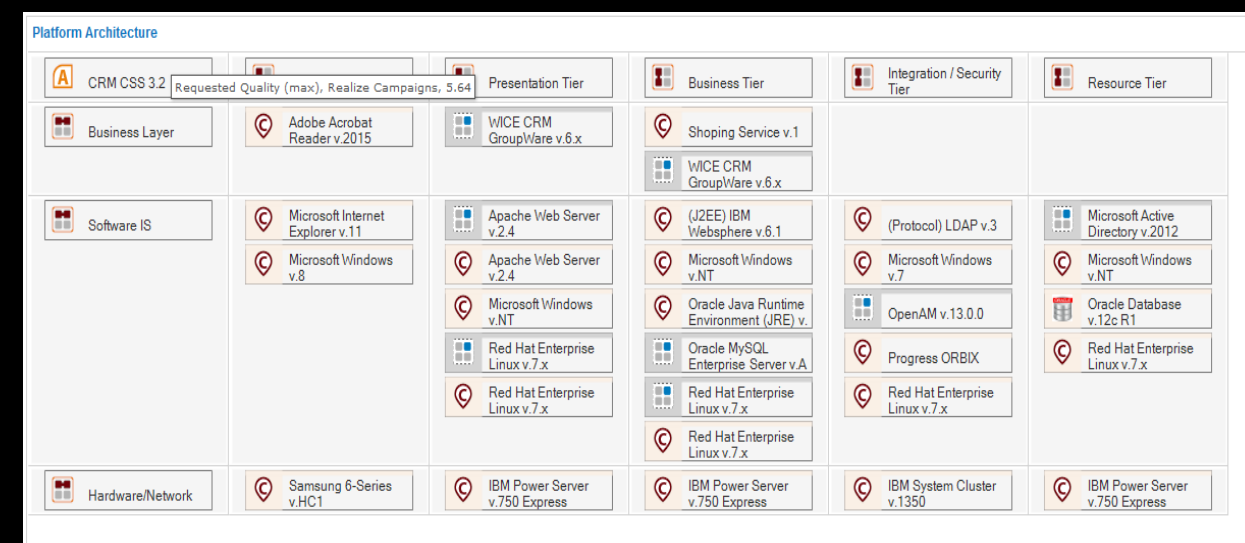 Platform Architecture
CRM CSS 3.2
Requested Quality (max), Realize Campaigns, 5.64
Presentation Tier
Business Tier
Integration / Security
Tier
Resource Tier
Business Layer
Adobe Acrobat
Reader v.2015
WICE CRM
GroupWare v.6.x
Shoping Service v.1
WICE CRM
GroupWare v.6.x
Software IS
Microsoft Internet
Explorer v.11
Apache Web Server
v.2.4
(J2EE) IBM
Websphere v.6.1
(Protocol) LDAP v.3
Microsoft Active
Directory v.2012
Microsoft Windows
v.8
Apache Web Server
v.2.4
Microsoft Windows
v.NT
Microsoft Windows
v.7
Microsoft Windows
v.NT
Microsoft Windows
v.NT
Oracle Java Runtime
Environment (JRE) v.
OpenAM v.13.0.0
Oracle Database
v.12c R1
Red Hat Enterprise
Linux v.7.x
Oracle MySQL
Enterprise Server v.A
Progress ORBIX
Red Hat Enterprise
Linux v.7.x
Red Hat Enterprise
Linux v.7.x
Red Hat Enterprise
Linux v.7.x
Red Hat Enterprise
Linux v.7.x
Red Hat Enterprise
Linux v.7.x
Hardware/Network
Samsung 6-Series
v.HC1
IBM Power Server
v.750 Express
IBM Power Server
v.750 Express
IBM System Cluster
v.1350
IBM Power Server
v.750 Express